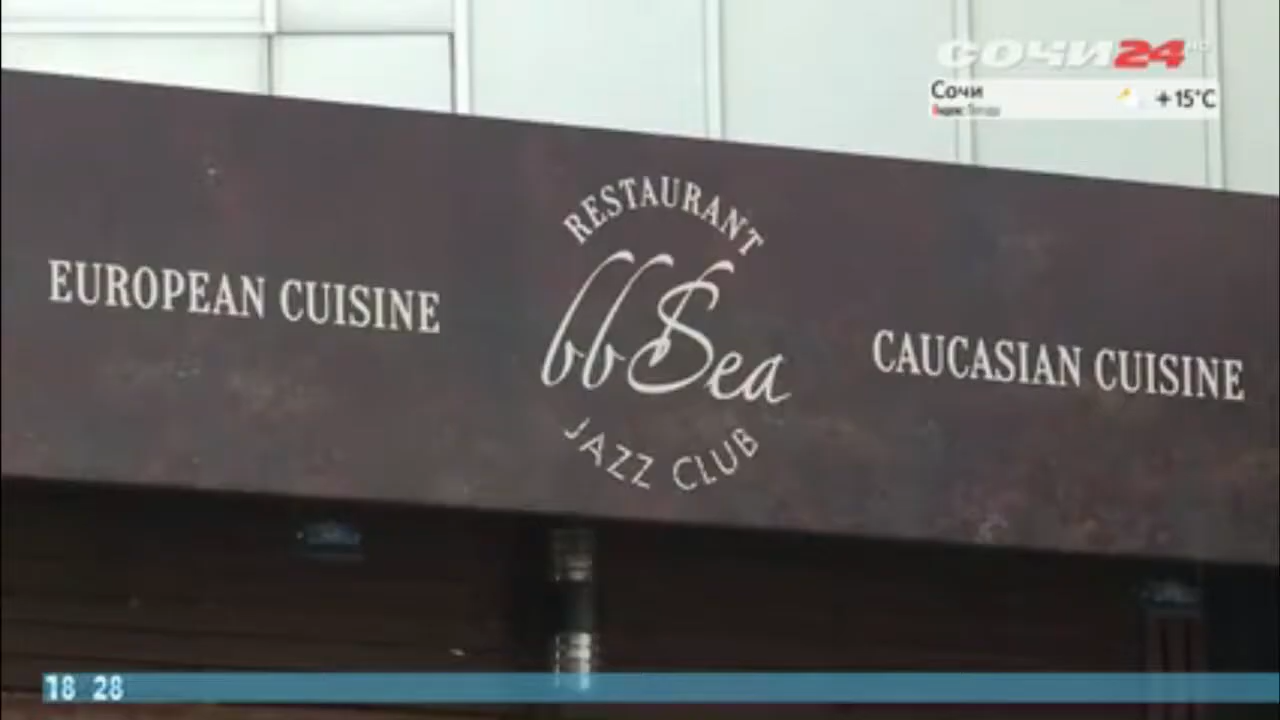 СОЧИ24
Сочи
+15°C
RESTAURANT
EUROPEAN CUISINE
bbSea
CAUCASIAN CUISINE
JAZZ CLUB
18 28